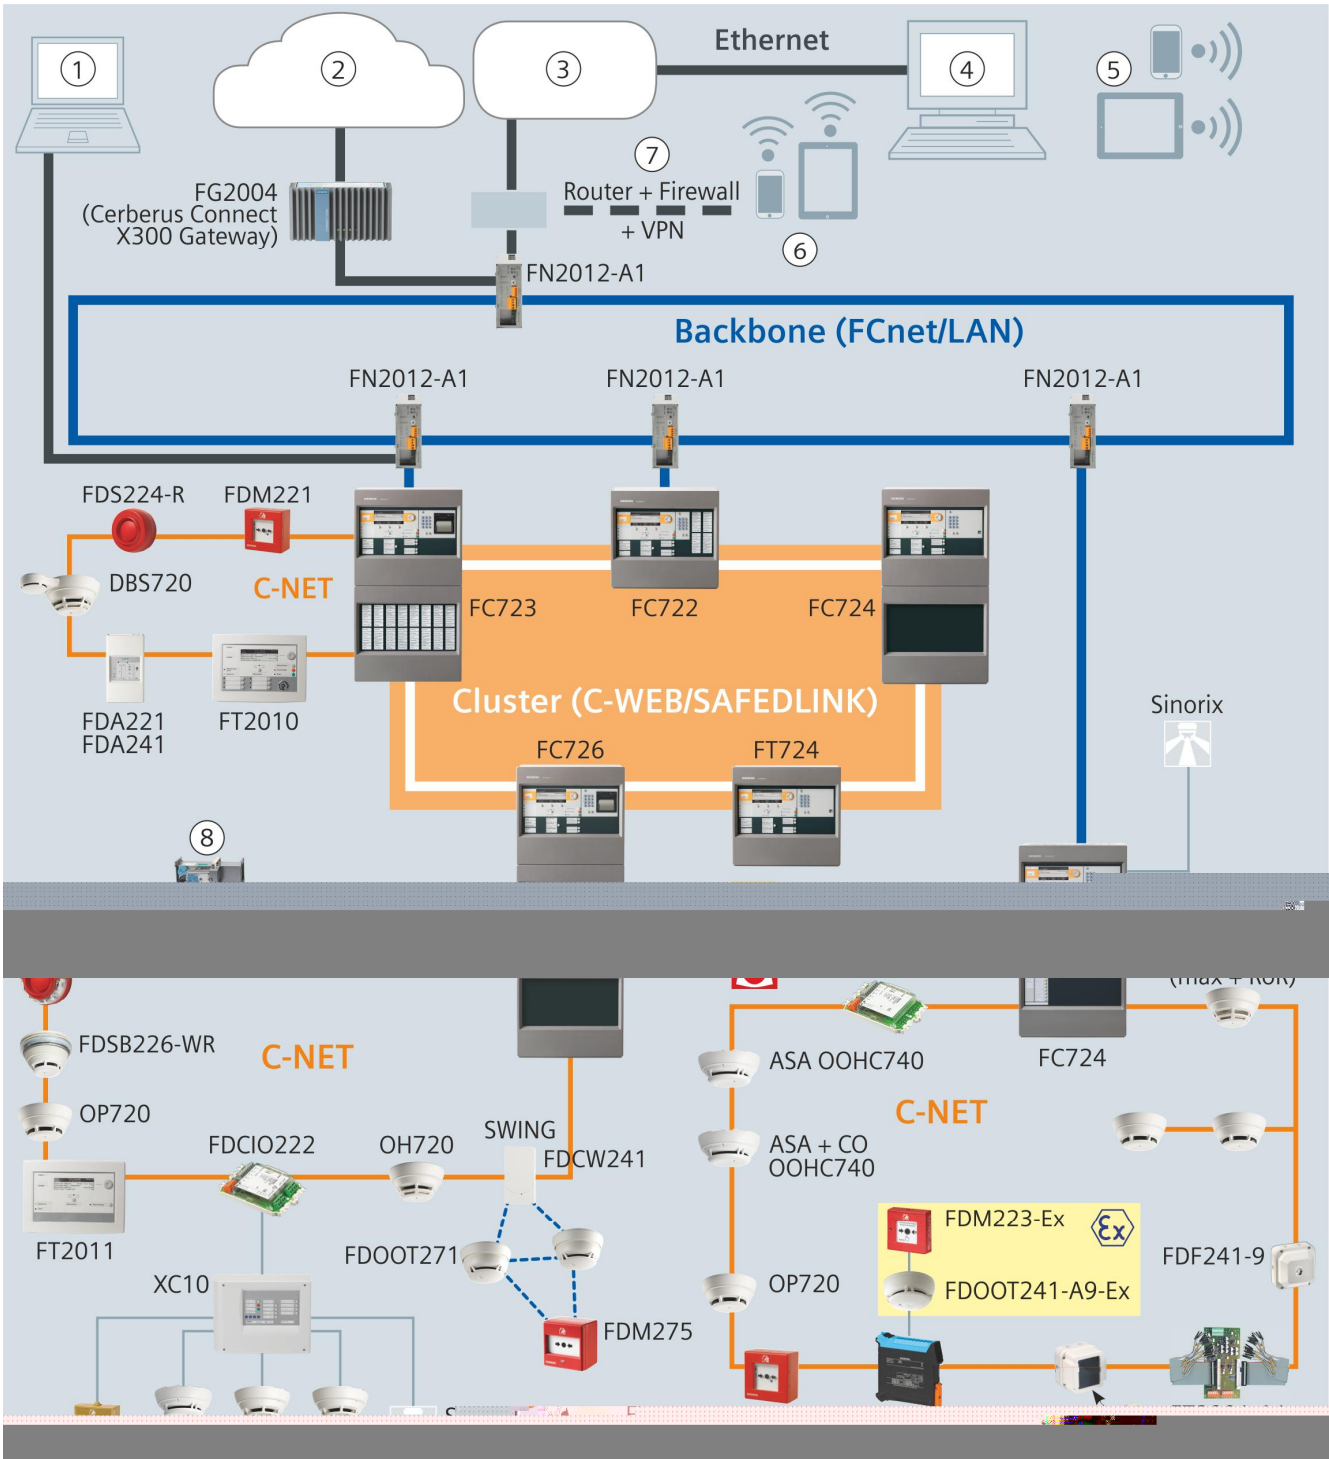 Ethernet
1
2
3
4
5
7
FG2004
(Cerberus Connect
X300 Gateway)
Router + Firewall
+ VPN
6
FN2012-A1
Backbone (FCnet/LAN)
FN2012-A1
FN2012-A1
FN2012-A1
FDS224-R
FDM221
DBS720
C-NET
FC723
FC722
FC724
FDA221
FDA241
FT2010
Cluster (C-WEB/SAFEDLINK)
Sinorix
FC726
FT724
8
(max + RoR)
FDSB226-WR
C-NET
ASA OOHC740
FC724
OP720
C-NET
FDCIO222
OH720
SWING
FDCW241
ASA + CO
OOHC740
FT2011
FDOOT271
FDM223-Ex
Ex
FDF241-9
XC10
OP720
FDOOT241-A9-Ex
FDM275